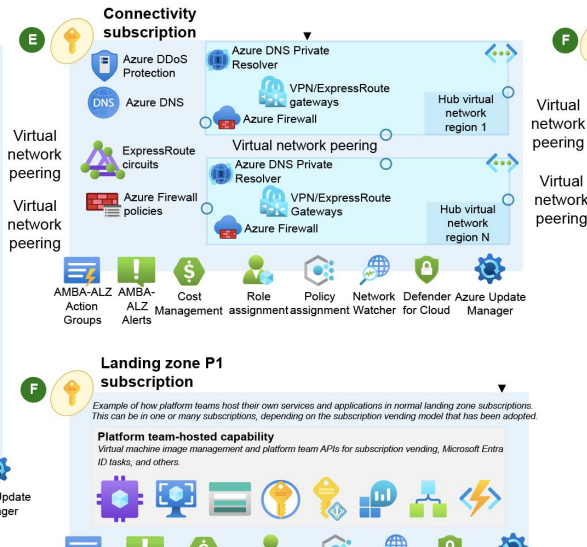 E
Connectivity
subscription
F
Azure DDoS
Protection
Azure DNS
DNS
ExpressRoute
circuits
Azure Firewall
policies
Azure DNS Private
Resolver
VPN/ExpressRoute
gateways
Azure Firewall
Hub virtual
network
region 1
Virtual network peering
Azure DNS Private
Resolver
VPN/ExpressRoute
Gateways
Azure Firewall
Hub virtual
network
region N
Virtual
network
peering
Virtual
network
peering
Virtual
network
peering
Virtual
network
peering
AMBA-ALZ
Action
Groups
AMBA-
ALZ
Alerts
Cost
Management
Role
assignment
Policy
assignment
Network
Watcher
Defender
for Cloud
Azure Update
Manager
F
Landing zone P1
subscription
Example of how platform teams host their own services and applications in normal landing zone subscriptions.
This can be in one or many subscriptions, depending on the subscription vending model that has been adopted.
Platform team-hosted capability
Virtual machine image management and platform team APIs for subscription vending, Microsoft Entra
ID tasks, and others.